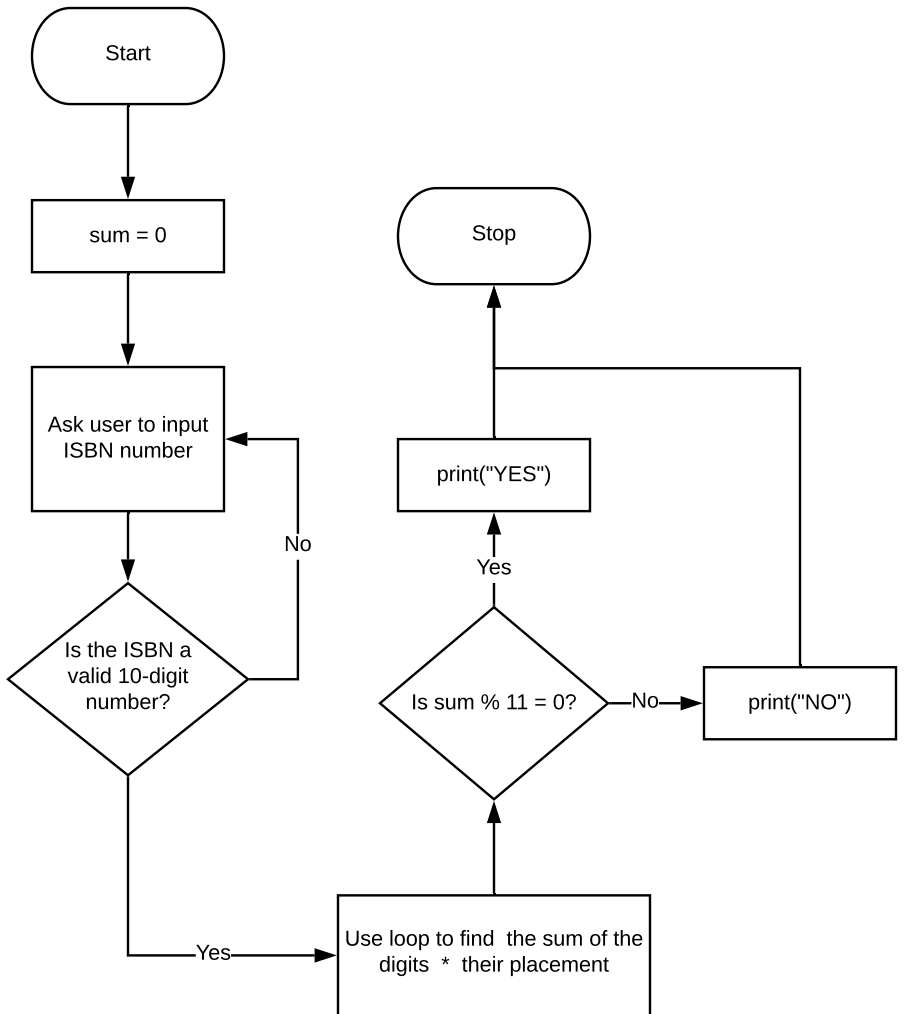 Start
sum = 0
Ask user to input
ISBN number
No
Is the ISBN a
valid 10-digit
number?
Yes
Use loop to find  the sum of the
digits  *  their placement
Is sum % 11 = 0?
No
print("NO")
Yes
print("YES")
Stop